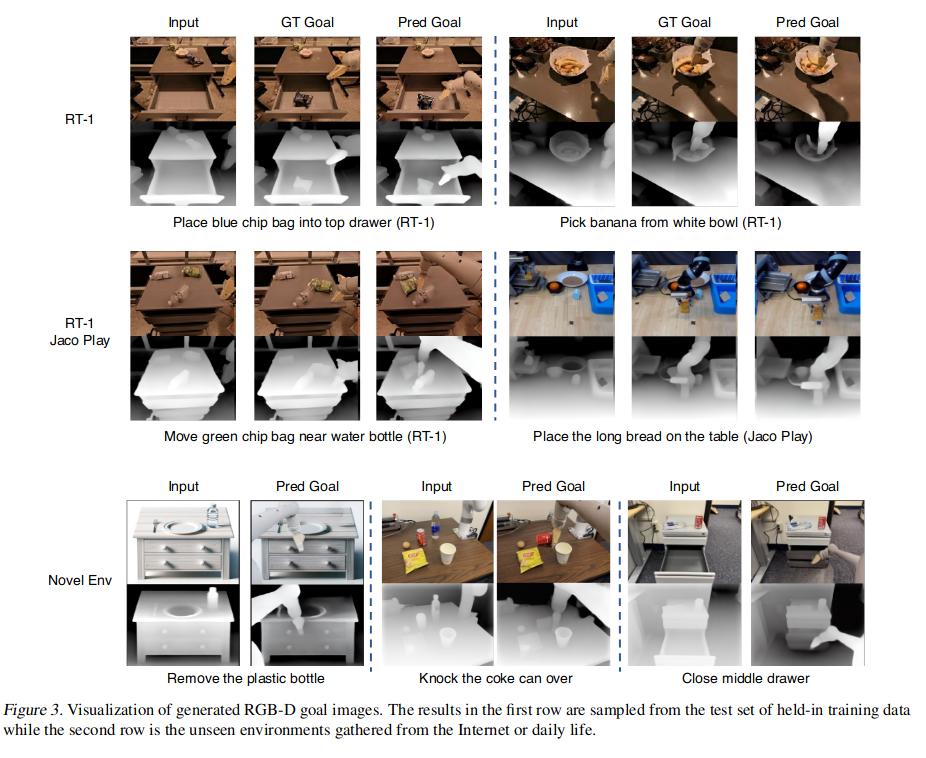 Input GT Goal Pred Goal Input GT Goal Pred Goal
RT-1
Place blue chip bag into top drawer (RT-1) Pick banana from white bowl (RT-1)
RT-1
Jaco Play
Move green chip bag near water bottle (RT-1) Place the long bread on the table (Jaco Play)
Input Pred Goal Input Pred Goal Input Pred Goal
Novel Env
Remove the plastic bottle Knock the coke can over Close middle drawer
Figure 3. Visualization of generated RGB-D goal images. The results in the first row are sampled from the test set of held-in training data
while the second row is the unseen environments gathered from the Internet or daily life.